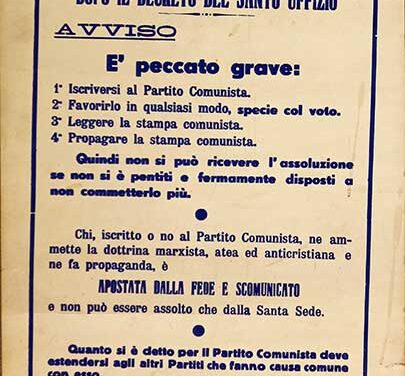 DOPO IL DECRETO DEL SANTO UFFIZIO
AVVISO
E' peccato grave:
1° Iscriversi al Partito Comunista.
2° Favorirlo in qualsiasi modo, specie col voto.
3° Leggere la stampa comunista.
4° Propagare la stampa comunista.
Quindi non si può ricevere l'assoluzione
se non si è pentiti e fermamente disposti a
non commetterlo più.
Chi, iscritto o no al Partito Comunista, ne am-
mette la dottrina marxista, atea ed anticristiana e
ne fa propaganda, è
APOSTATA DALLA FEDE E SCOMUNICATO
e non può essere assolto che dalla Santa Sede.
Quanto si è detto per il Partito Comunista deve
estendersi agli altri Partiti che fanno causa comune
con esso.